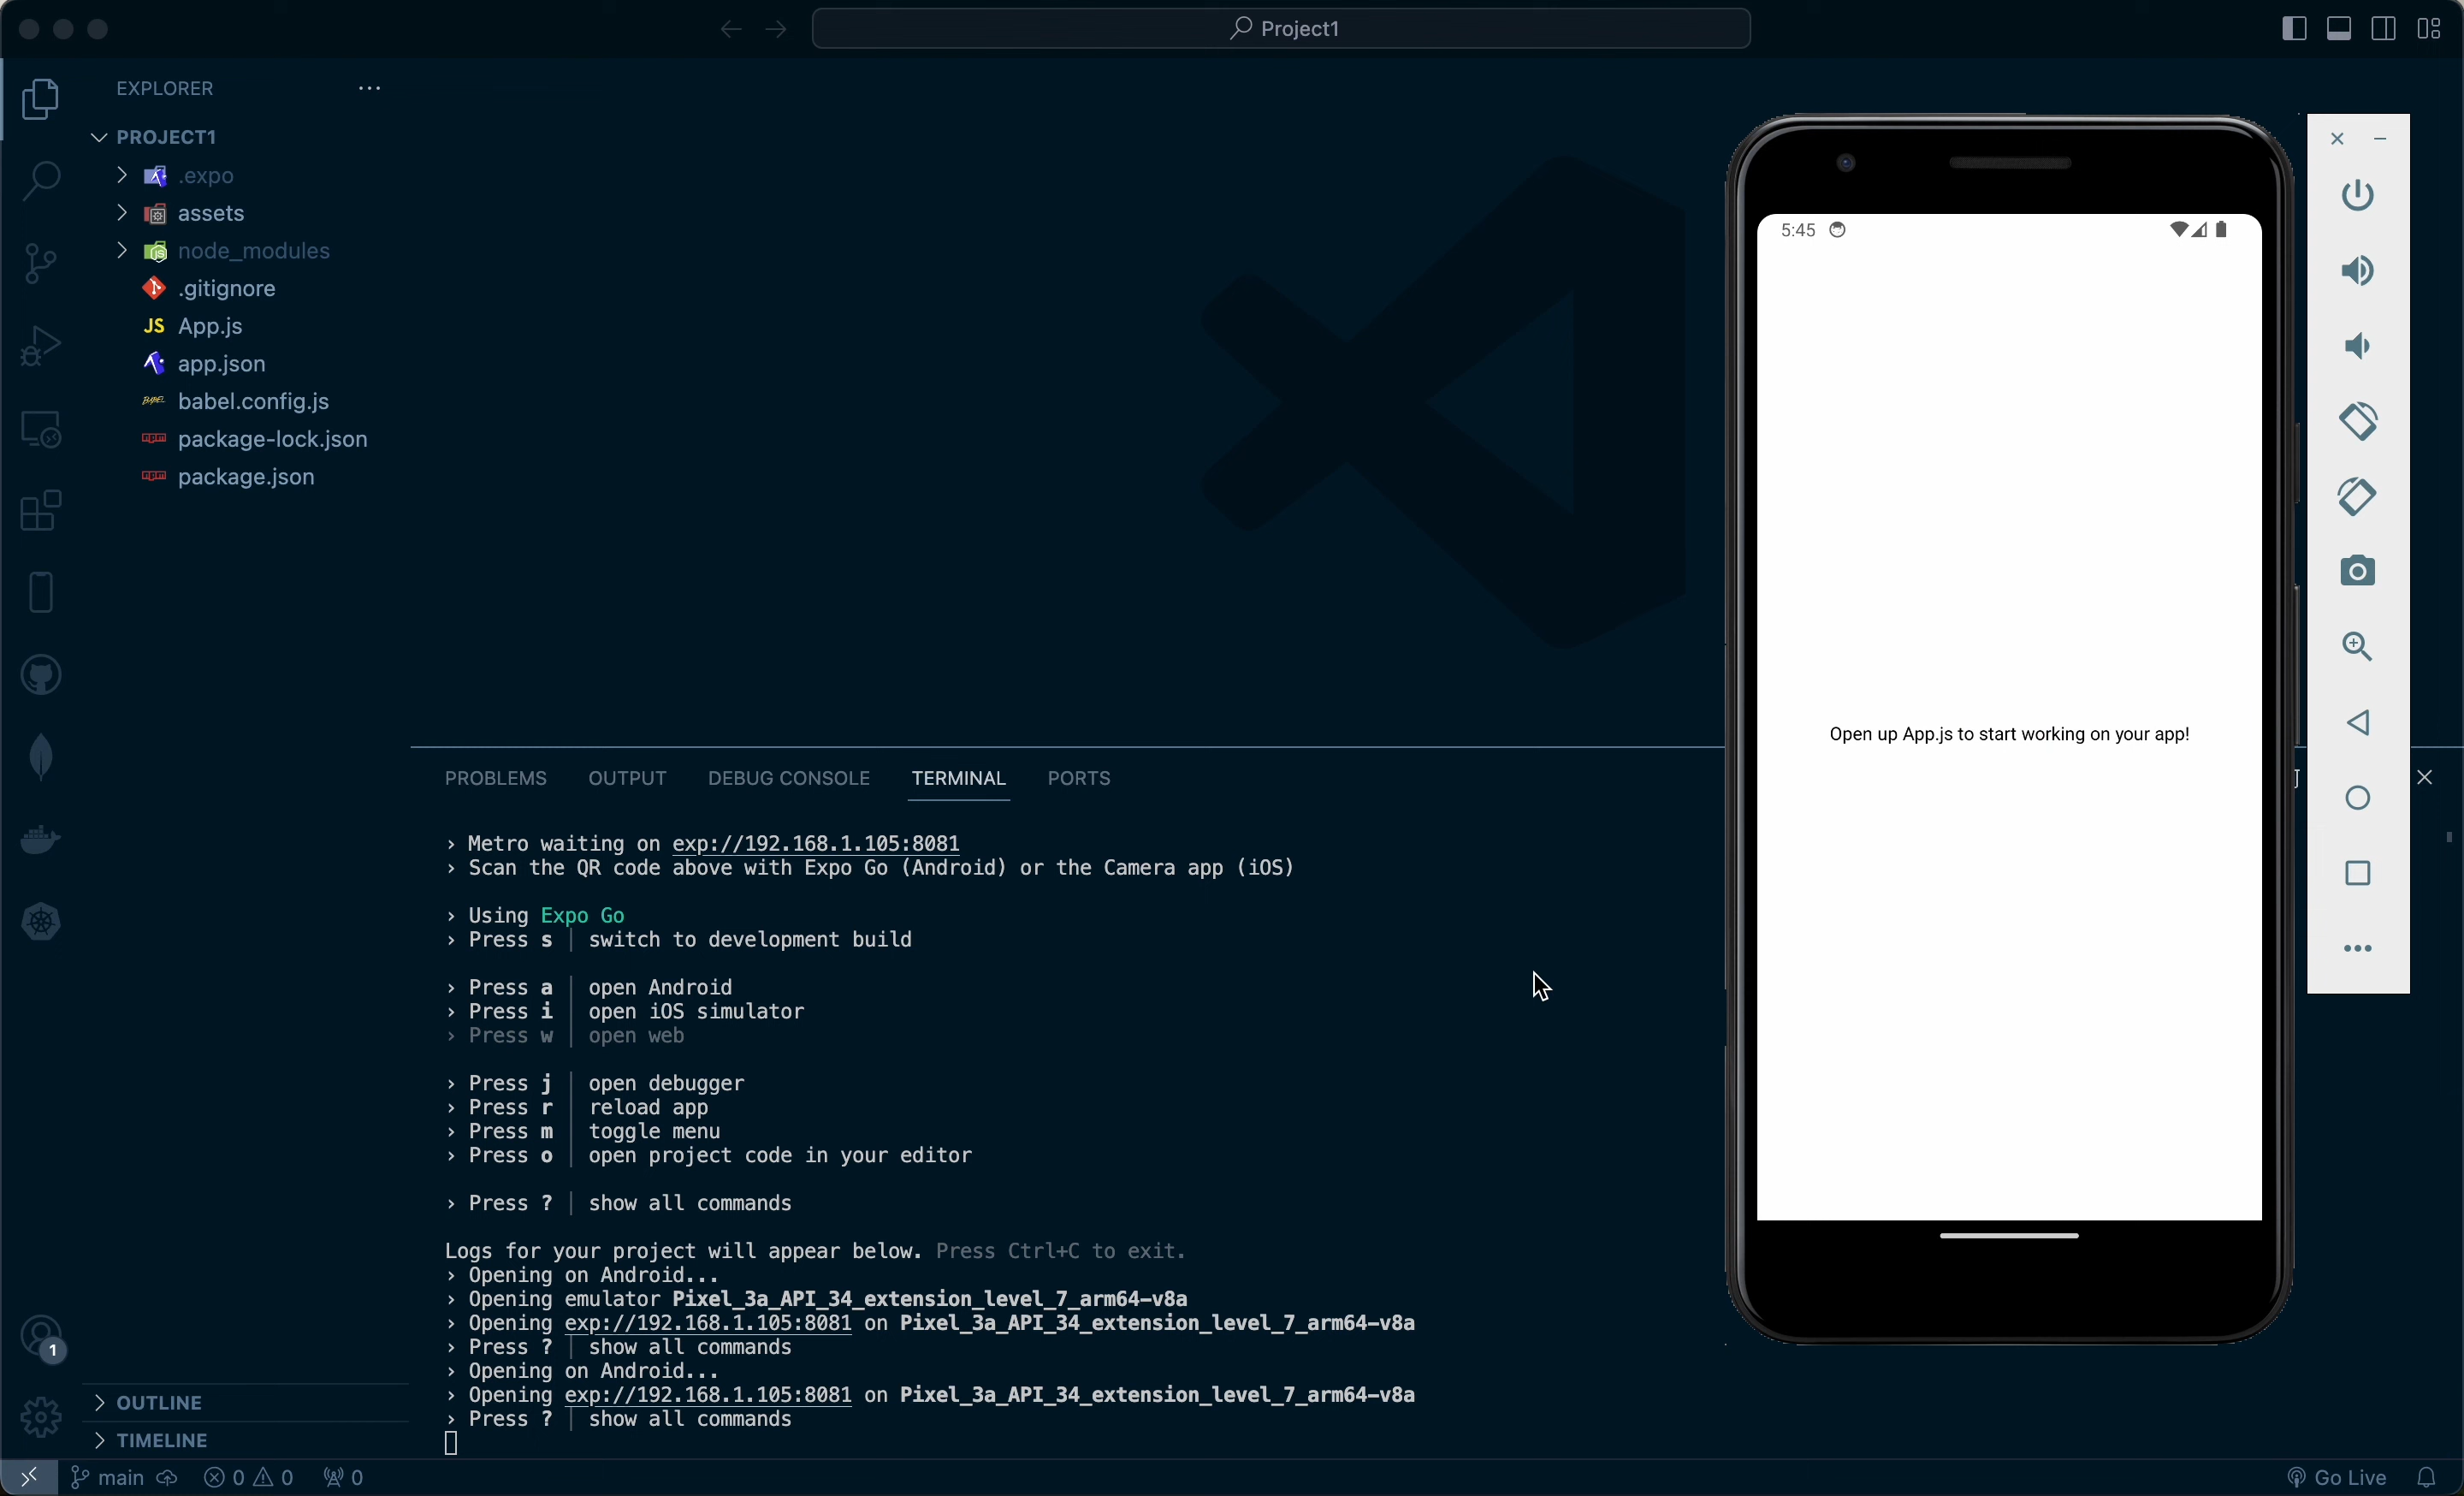 Project1
EXPLORER
PROJECT1
.expo
assets
node_modules
.gitignore
JS App.js
app.json
BABEL babel.config.js
npm package-lock.json
npm package.json
5:45
Open up App.js to start working on your app!
PROBLEMS OUTPUT DEBUG CONSOLE TERMINAL PORTS
› Metro waiting on exp://192.168.1.105:8081
› Scan the QR code above with Expo Go (Android) or the Camera app (iOS)
› Using Expo Go
› Press s │ switch to development build
› Press a │ open Android
› Press i │ open iOS simulator
› Press w │ open web
› Press j │ open debugger
› Press r │ reload app
› Press m │ toggle menu
› Press o │ open project code in your editor
› Press ? │ show all commands
Logs for your project will appear below. Press Ctrl+C to exit.
› Opening on Android...
› Opening emulator Pixel_3a_API_34_extension_level_7_arm64-v8a
› Opening exp://192.168.1.105:8081 on Pixel_3a_API_34_extension_level_7_arm64-v8a
› Press ? │ show all commands
› Opening on Android...
› Opening exp://192.168.1.105:8081 on Pixel_3a_API_34_extension_level_7_arm64-v8a
› Press ? │ show all commands
1
OUTLINE
TIMELINE
main 0 0 0 Go Live